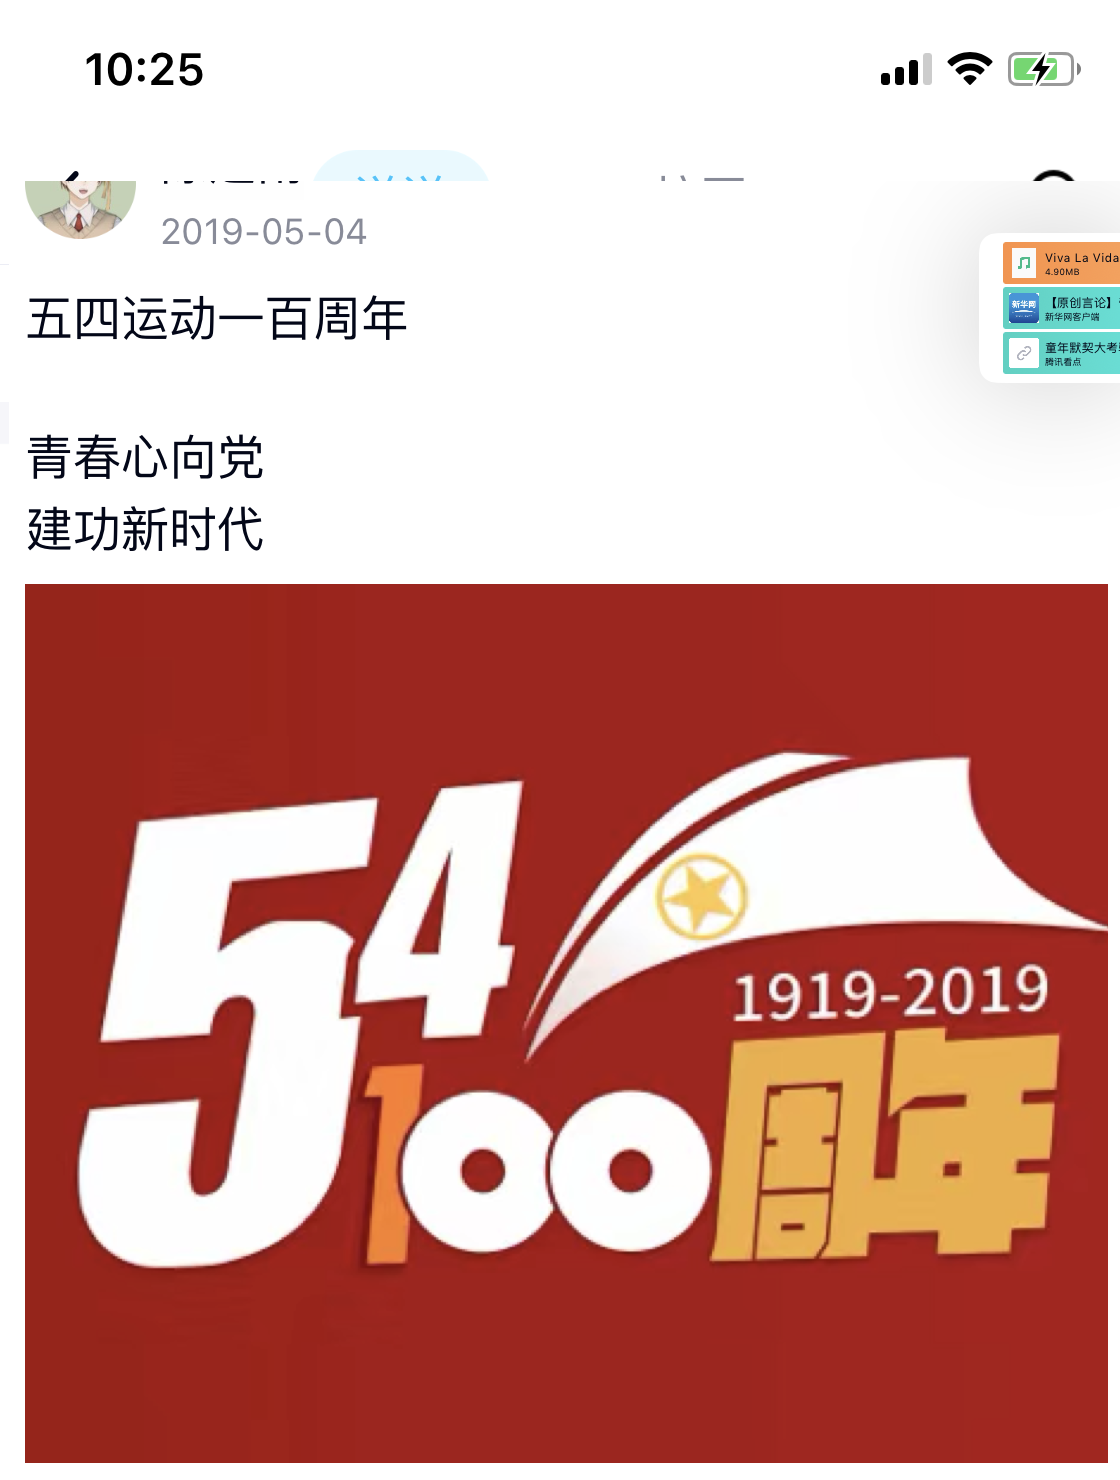 10:25
2019-05-04
Viva La Vida
4.90MB
【原创言论】
新华网
新华网客户端
童年默契大考
腾讯看点
五四运动一百周年
青春心向党
建功新时代
54
1919-2019
100周年